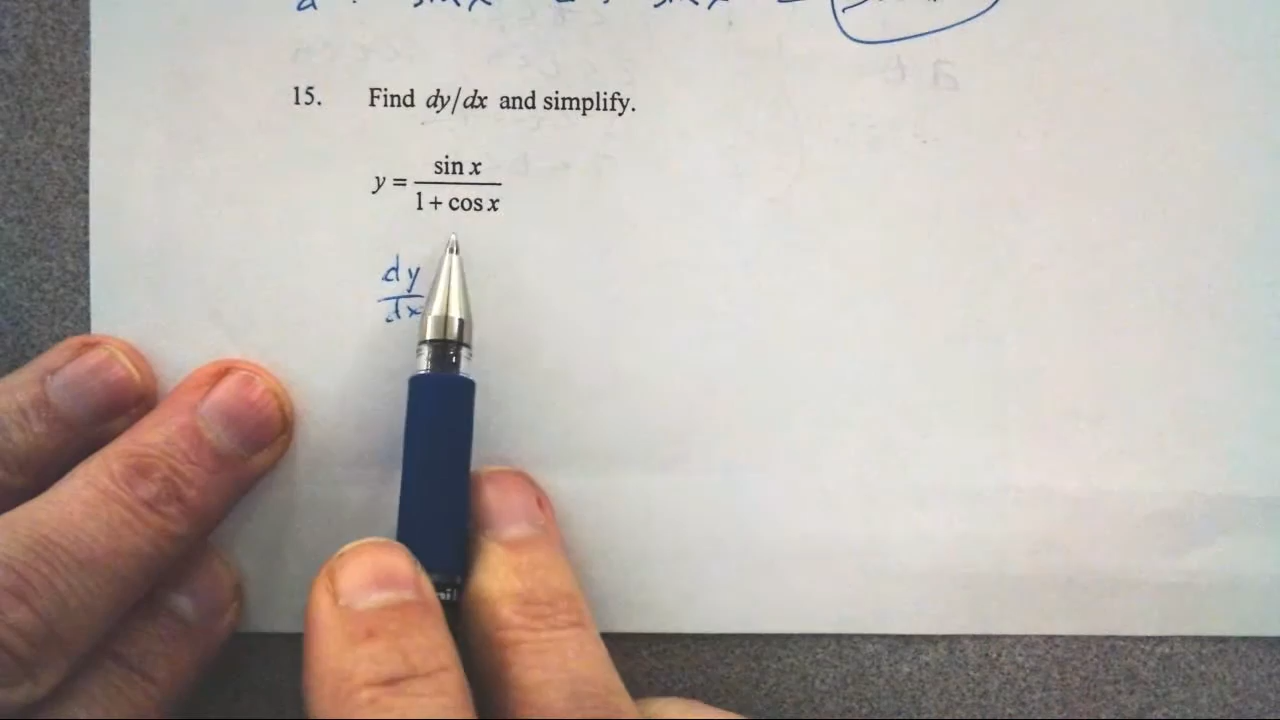 15. Find dy/dx and simplify.
y = sin x / 1 + cos x
dy
dx